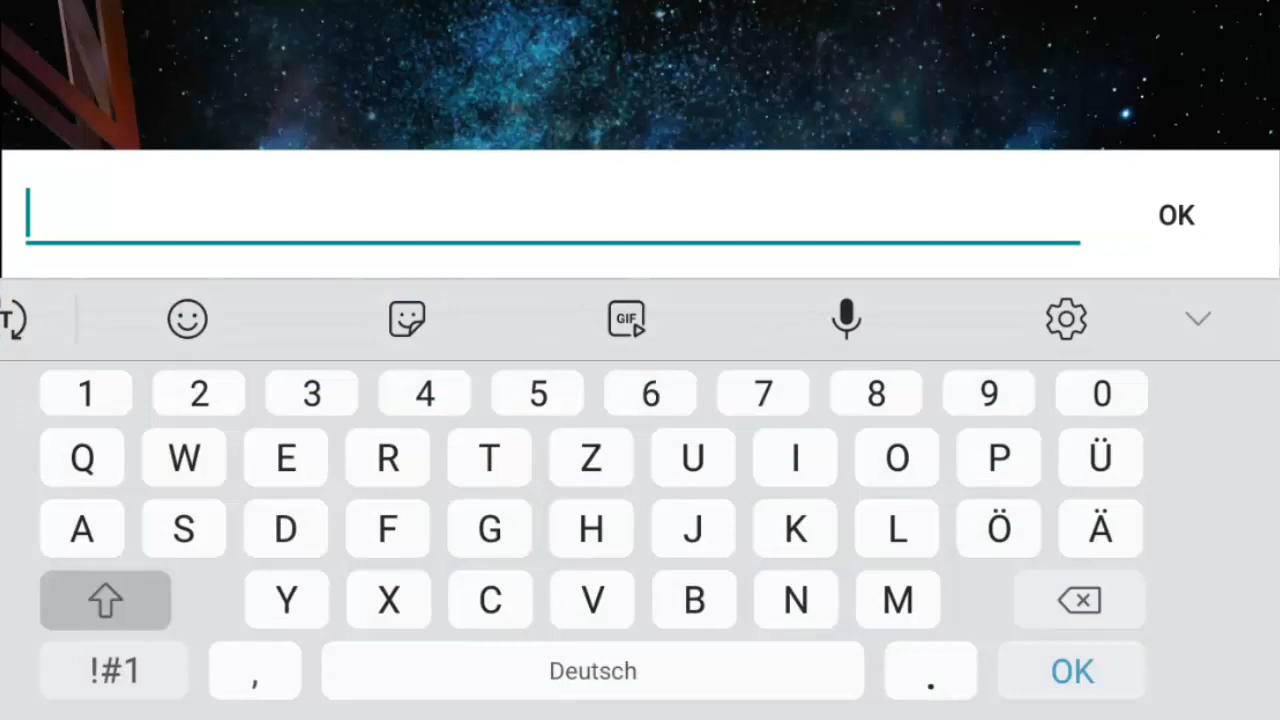 OK
T
GIF
1 2 3 4 5 6 7 8 9 0
Q W E R T Z U I O P Ü
A S D F G H J K L Ö Ä
Y X C V B N M
!#1 , Deutsch . OK